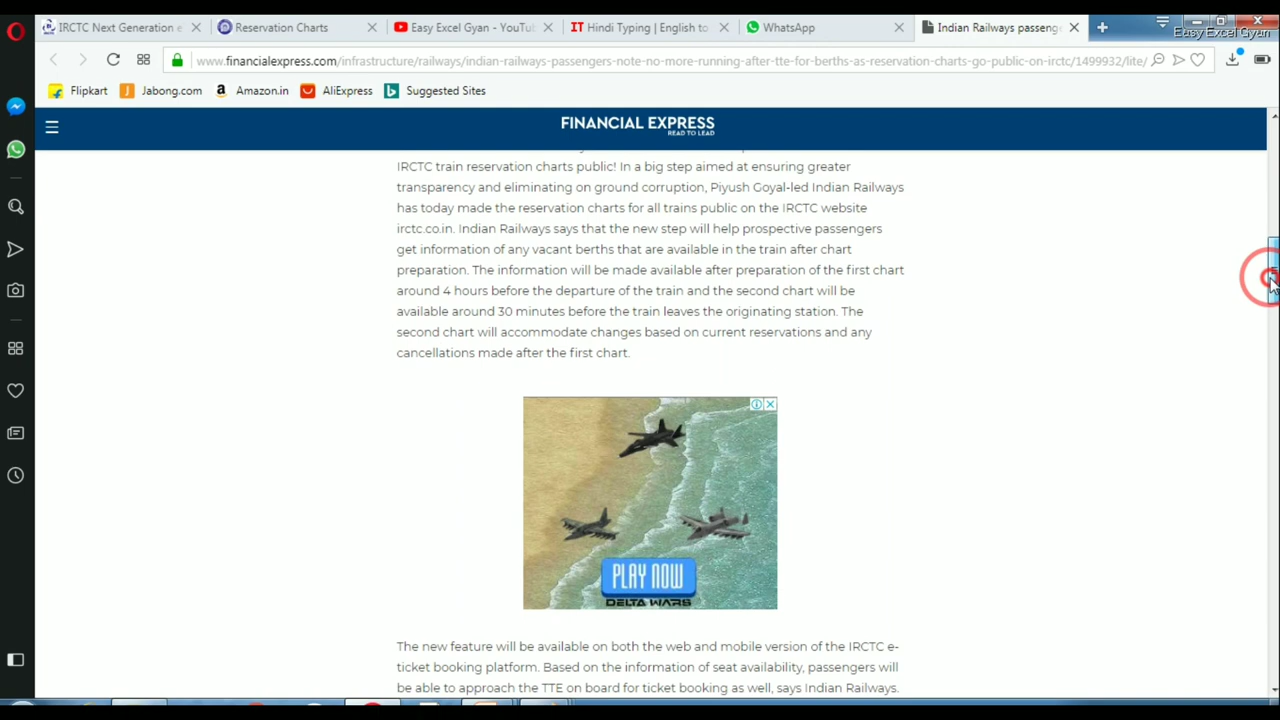 IRCTC Next Generation e
Reservation Charts
Easy Excel Gyan - YouTu
IT Hindi Typing | English to
WhatsApp
Indian Railways passeng
Easy Excel Gyan
www.financialexpress.com/infrastructure/railways/indian-railways-passengers-note-no-more-running-after-tte-for-berths-as-reservation-charts-go-public-on-irctc/1499932/lite/
Flipkart
Jabong.com
Amazon.in
AliExpress
Suggested Sites
FINANCIAL EXPRESS
READ TO LEAD
IRCTC train reservation charts public! In a big step aimed at ensuring greater
transparency and eliminating on ground corruption, Piyush Goyal-led Indian Railways
has today made the reservation charts for all trains public on the IRCTC website
irctc.co.in. Indian Railways says that the new step will help prospective passengers
get information of any vacant berths that are available in the train after chart
preparation. The information will be made available after preparation of the first chart
around 4 hours before the departure of the train and the second chart will be
available around 30 minutes before the train leaves the originating station. The
second chart will accommodate changes based on current reservations and any
cancellations made after the first chart.
PLAY NOW
DELTA WARS
The new feature will be available on both the web and mobile version of the IRCTC e-
ticket booking platform. Based on the information of seat availability, passengers will
be able to approach the TTE on board for ticket booking as well, says Indian Railways.